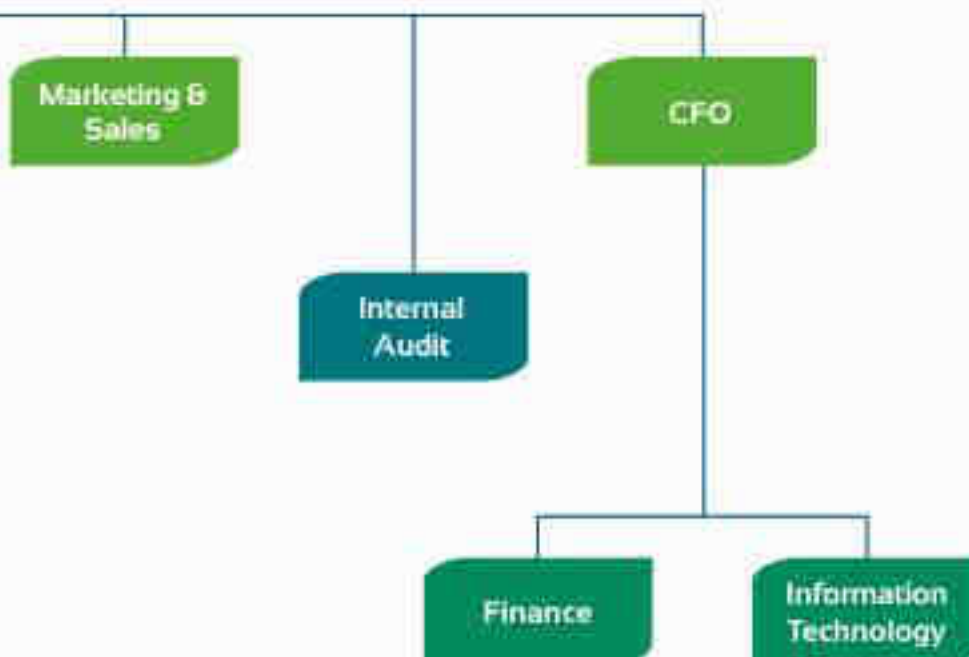 Marketing &
Sales
CFO
Internal
Audit
Finance
Information
Technology